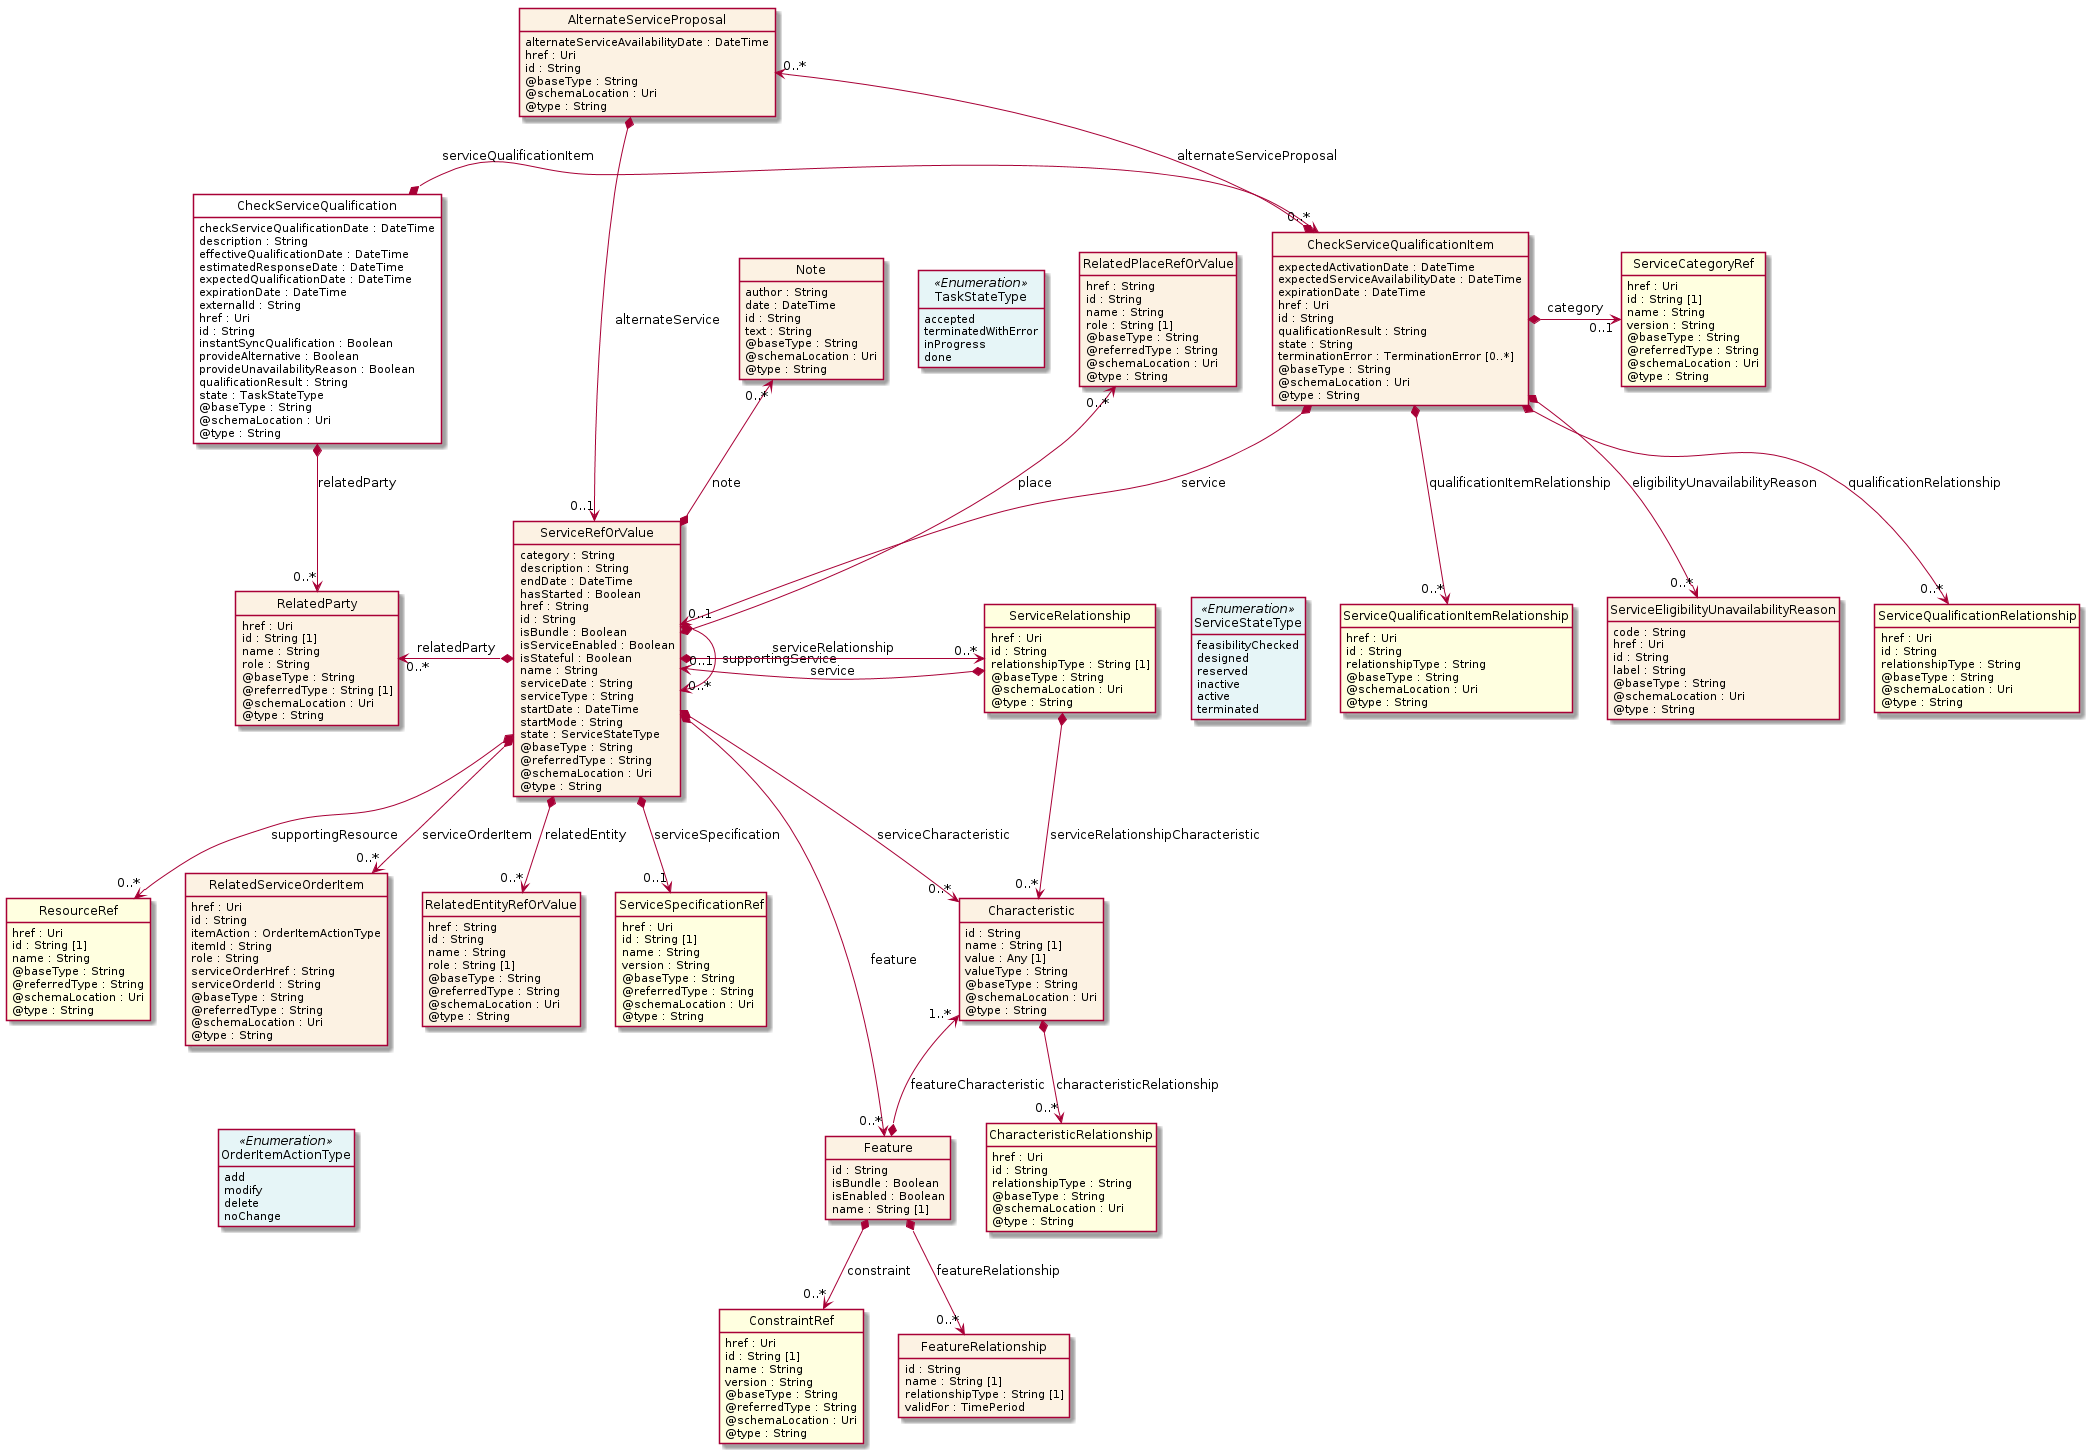 AlternateServiceProposal
alternateServiceAvailabilityDate : DateTime
href : Uri
id : String
@baseType : String
@schemaLocation : Uri
@type : String
0..*
serviceQualificationItem
alternateServiceProposal
CheckServiceQualification
checkServiceQualificationDate : DateTime
description : String
effectiveQualificationDate : DateTime
estimatedResponseDate : DateTime
expectedQualificationDate : DateTime
expirationDate : DateTime
externalId : String
href : Uri
id : String
instantSyncQualification : Boolean
provideAlternative : Boolean
provideUnavailabilityReason : Boolean
qualificationResult : String
state : TaskStateType
@baseType : String
@schemaLocation : Uri
@type : String
alternateService
Note
author : String
date : DateTime
id : String
text : String
@baseType : String
@schemaLocation : Uri
@type : String
0..*
«Enumeration»
TaskStateType
accepted
terminatedWithError
inProgress
done
RelatedPlaceRefOrValue
href : String
id : String
name : String
role : String [1]
@baseType : String
@referredType : String
@schemaLocation : Uri
@type : String
0..*
0..*
CheckServiceQualificationItem
expectedActivationDate : DateTime
expectedServiceAvailabilityDate : DateTime
expirationDate : DateTime
href : Uri
id : String
qualificationResult : String
state : String
terminationError : TerminationError [0..*]
@baseType : String
@schemaLocation : Uri
@type : String
category
0..1
ServiceCategoryRef
href : Uri
id : String [1]
name : String
version : String
@baseType : String
@referredType : String
@schemaLocation : Uri
@type : String
relatedParty
note
place
service
qualificationItemRelationship
eligibilityUnavailabilityReason
qualificationRelationship
0..*
RelatedParty
href : Uri
id : String [1]
name : String
role : String
@baseType : String
@referredType : String [1]
@schemaLocation : Uri
@type : String
relatedParty
0..*
0..1
ServiceRefOrValue
category : String
description : String
endDate : DateTime
hasStarted : Boolean
href : String
id : String
isBundle : Boolean
isServiceEnabled : Boolean
isStateful : Boolean
name : String
serviceDate : String
serviceType : String
startDate : DateTime
startMode : String
state : ServiceStateType
@baseType : String
@referredType : String
@schemaLocation : Uri
@type : String
0..1
serviceRelationship
0..*
0..1
supportingService
service
0..*
ServiceRelationship
href : Uri
id : String
relationshipType : String [1]
@baseType : String
@schemaLocation : Uri
@type : String
«Enumeration»
ServiceStateType
feasibilityChecked
designed
reserved
inactive
active
terminated
0..*
ServiceQualificationItemRelationship
href : Uri
id : String
relationshipType : String
@baseType : String
@schemaLocation : Uri
@type : String
0..*
ServiceEligibilityUnavailabilityReason
code : String
href : Uri
id : String
label : String
@baseType : String
@schemaLocation : Uri
@type : String
0..*
ServiceQualificationRelationship
href : Uri
id : String
relationshipType : String
@baseType : String
@schemaLocation : Uri
@type : String
supportingResource
serviceOrderItem
relatedEntity
serviceSpecification
serviceCharacteristic
serviceRelationshipCharacteristic
0..*
ResourceRef
href : Uri
id : String [1]
name : String
@baseType : String
@referredType : String
@schemaLocation : Uri
@type : String
0..*
RelatedServiceOrderItem
href : Uri
id : String
itemAction : OrderItemActionType
itemId : String
role : String
serviceOrderHref : String
serviceOrderId : String
@baseType : String
@referredType : String
@schemaLocation : Uri
@type : String
0..*
RelatedEntityRefOrValue
href : String
id : String
name : String
role : String [1]
@baseType : String
@referredType : String
@schemaLocation : Uri
@type : String
0..1
ServiceSpecificationRef
href : Uri
id : String [1]
name : String
version : String
@baseType : String
@referredType : String
@schemaLocation : Uri
@type : String
feature
0..*
0..*
Characteristic
id : String
name : String [1]
value : Any [1]
valueType : String
@baseType : String
@schemaLocation : Uri
@type : String
1..*
featureCharacteristic
characteristicRelationship
«Enumeration»
OrderItemActionType
add
modify
delete
noChange
0..*
Feature
id : String
isBundle : Boolean
isEnabled : Boolean
name : String [1]
0..*
CharacteristicRelationship
href : Uri
id : String
relationshipType : String
@baseType : String
@schemaLocation : Uri
@type : String
constraint
featureRelationship
0..*
ConstraintRef
href : Uri
id : String [1]
name : String
version : String
@baseType : String
@referredType : String
@schemaLocation : Uri
@type : String
0..*
FeatureRelationship
id : String
name : String [1]
relationshipType : String [1]
validFor : TimePeriod